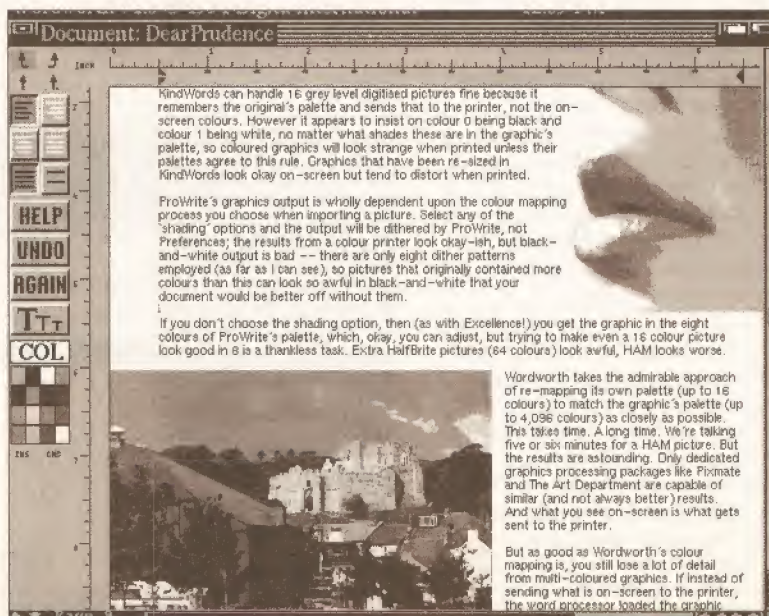 Document: DearPrudence
Inch
KindWords can handle 16 grey level digitised pictures fine because it
remembers the original's palette and sends that to the printer, not the on-
screen colours. However it appears to insist on colour 0 being black and
colour 1 being white, no matter what shades these are in the graphic's
palette, so coloured graphics will look strange when printed unless their
palettes agree to this rule. Graphics that have been re-sized in
KindWords look okay on-screen but tend to distort when printed.
ProWrite's graphics output is wholly dependent upon the colour mapping
process you choose when importing a picture. Select any of the
'shading' options and the output will be dithered by ProWrite, not
Preferences; the results from a colour printer look okay-ish, but black-
and-white output is bad -- there are only eight dither patterns
employed (as far as I can see), so pictures that originally contained more
colours than this can look so awful in black-and-white that your
document would be better off without them.
If you don't choose the shading option, then (as with Excellence!) you get the graphic in the eight
colours of ProWrite's palette, which, okay, you can adjust, but trying to make even a 16 colour picture
look good in 8 is a thankless task. Extra HalfBrite pictures (64 colours) look awful, HAM looks worse.
HELP
UNDO
AGAIN
TTT
COL
INS
Wordworth takes the admirable approach
of re-mapping its own palette (up to 16
colours) to match the graphic's palette (up
to 4,096 colours) as closely as possible.
This takes time. A long time. We're talking
five or six minutes for a HAM picture. But
the results are astounding. Only dedicated
graphics processing packages like Pixmate
and The Art Department are capable of
similar (and not always better) results.
And what you see on-screen is what gets
sent to the printer.
But as good as Wordworth's colour
mapping is, you still lose a lot of detail
from multi-coloured graphics. If instead of
sending what is on-screen to the printer,
the word processor loaded the graphic